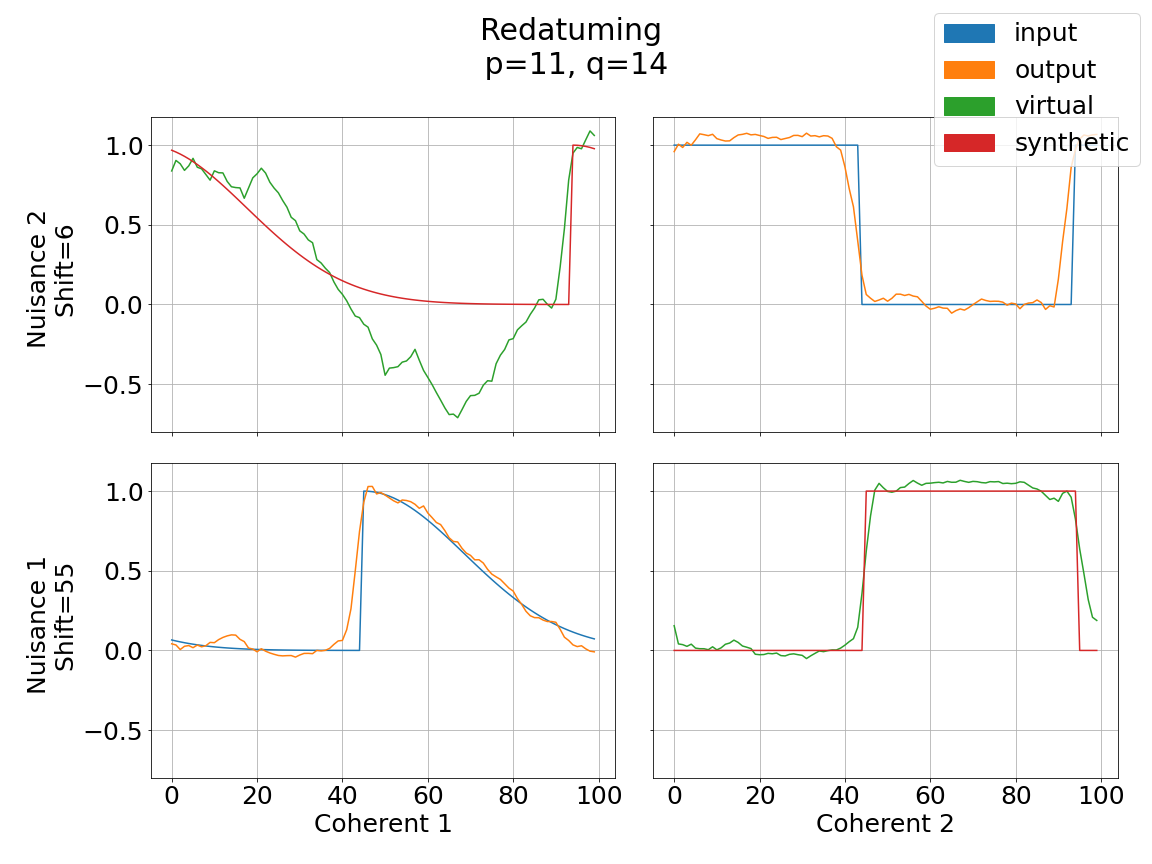 Redatuming
p=11, q=14
input
output
virtual
synthetic
Nuisance 2
Shift=6
1.0
0.5
0.0
−0.5
Nuisance 1
Shift=55
1.0
0.5
0.0
−0.5
0 20 40 60 80 100
Coherent 1
0 20 40 60 80 100
Coherent 2